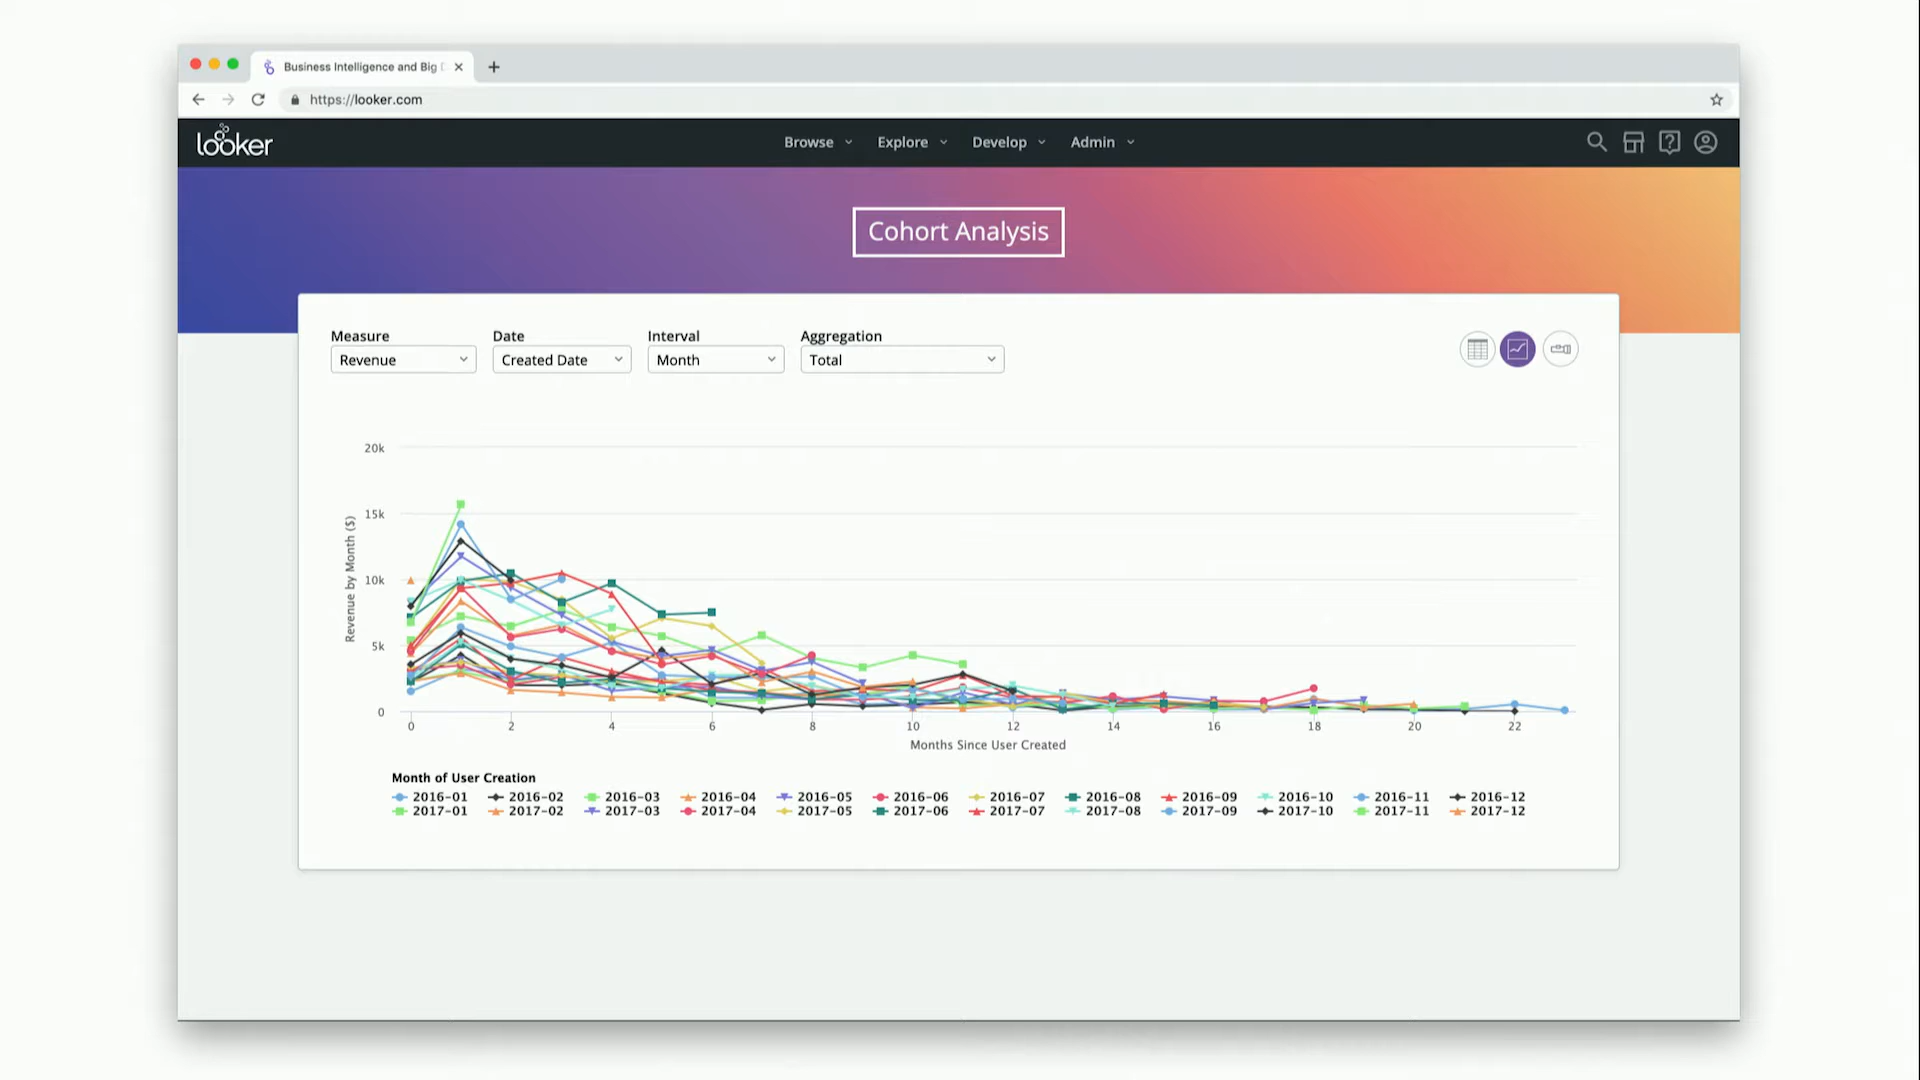 Business Intelligence and Big
https://looker.com
looker
Browse Explore Develop Admin
Cohort Analysis
Measure Date Interval Aggregation
Revenue Created Date Month Total
20k
15k
10k
5k
0
Revenue by Month ($)
0 2 4 6 8 10 12 14 16 18 20 22
Months Since User Created
Month of User Creation
2016-01 2016-02 2016-03 2016-04 2016-05 2016-06 2016-07 2016-08 2016-09 2016-10 2016-11 2016-12
2017-01 2017-02 2017-03 2017-04 2017-05 2017-06 2017-07 2017-08 2017-09 2017-10 2017-11 2017-12